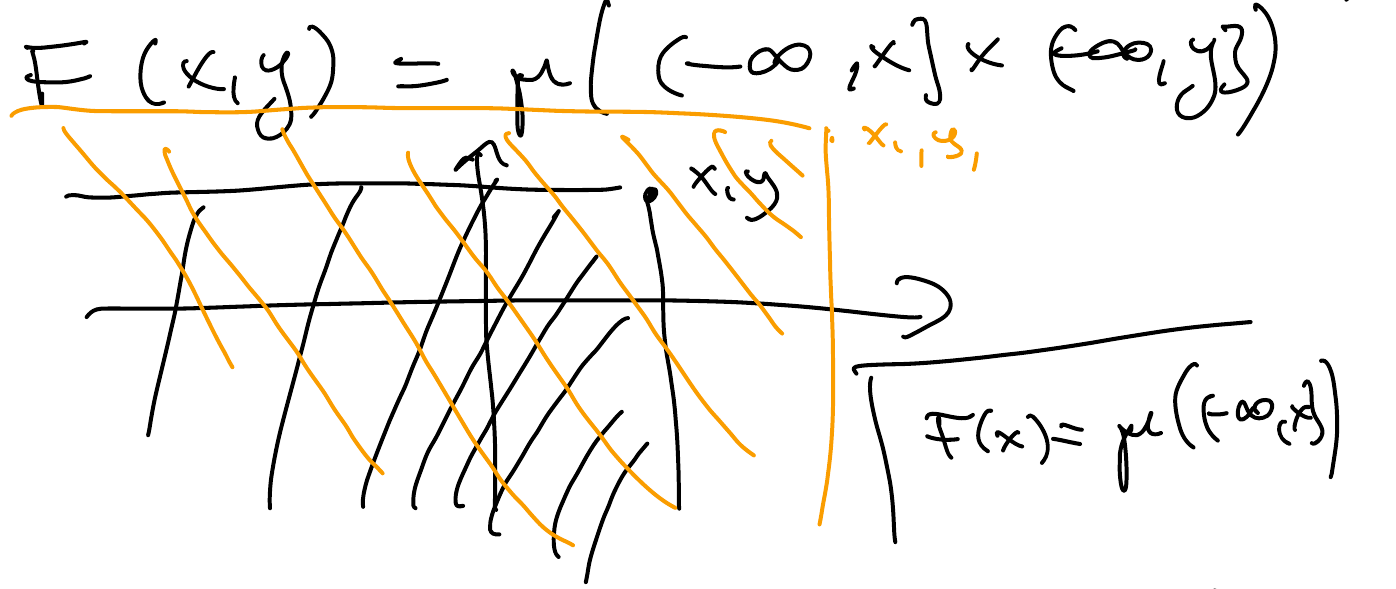 F (x, y) = μ( (-∞, x] × (-∞, y])
x₁, y₁
x, y
F(x) = μ((-∞, x])